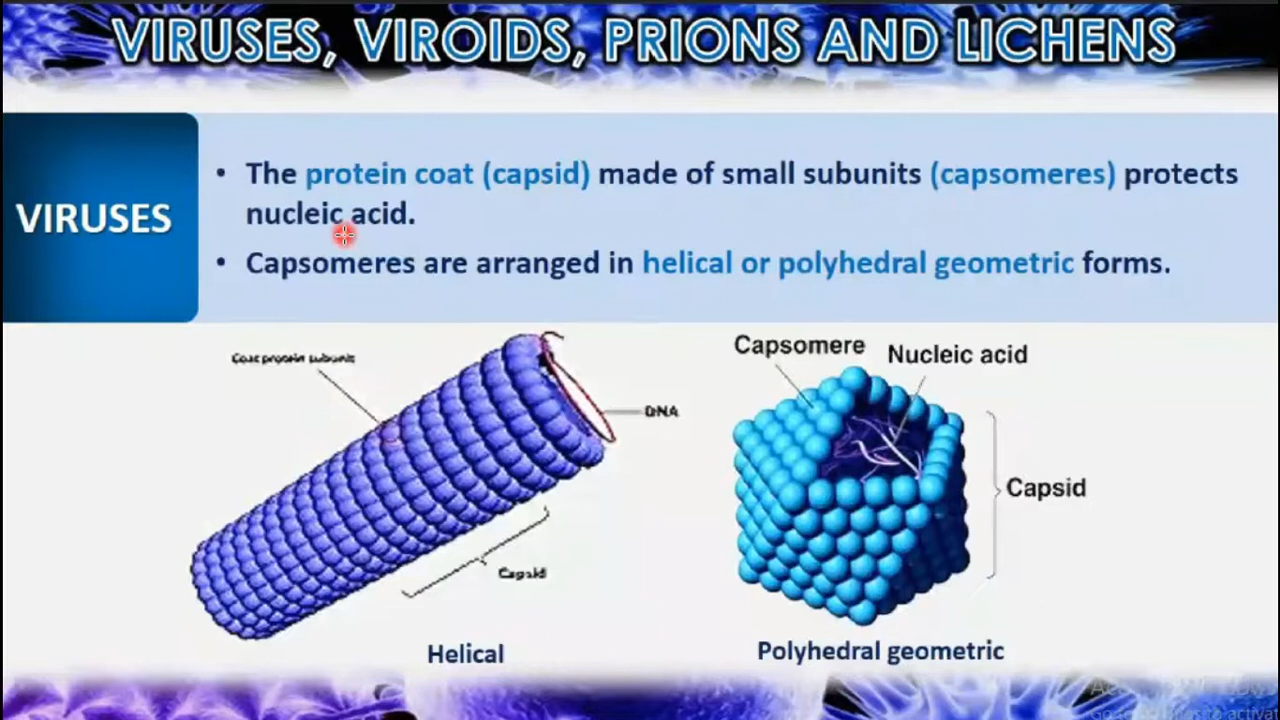 VIRUSES, VIROIDS, PRIONS AND LICHENS
VIRUSES
• The protein coat (capsid) made of small subunits (capsomeres) protects
nucleic acid.
• Capsomeres are arranged in helical or polyhedral geometric forms.
Coat protein subunit
DNA
Capsid
Helical
Capsomere
Nucleic acid
Capsid
Polyhedral geometric